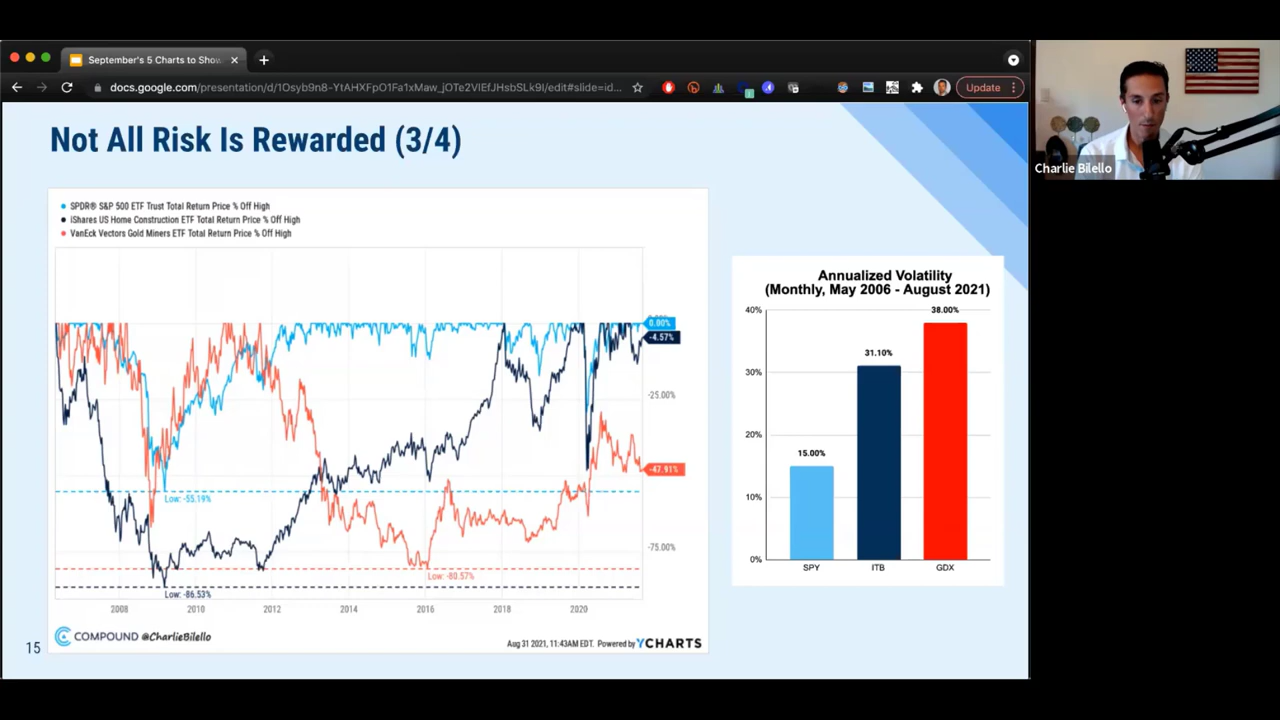 September's 5 Charts to Show
docs.google.com/presentation/d/1Osyb9n8-YtAHXFpO1Fa1xMaw_jOTe2VIEfJHsbSLk9I/edit#slide=id...
Update
Not All Risk Is Rewarded (3/4)
SPDR® S&P 500 ETF Trust Total Return Price % Off High
iShares US Home Construction ETF Total Return Price % Off High
VanEck Vectors Gold Miners ETF Total Return Price % Off High
0.00%
-4.57%
-25.00%
-47.91%
Low: -55.19%
-75.00%
Low: -80.57%
Low: -86.53%
2008
2010
2012
2014
2016
2018
2020
COMPOUND @CharlieBilello
Aug 31 2021, 11:43AM EDT. Powered by YCHARTS
15
Annualized Volatility
(Monthly, May 2006 - August 2021)
40%
30%
20%
10%
0%
15.00%
31.10%
38.00%
SPY
ITB
GDX
Charlie Bilello